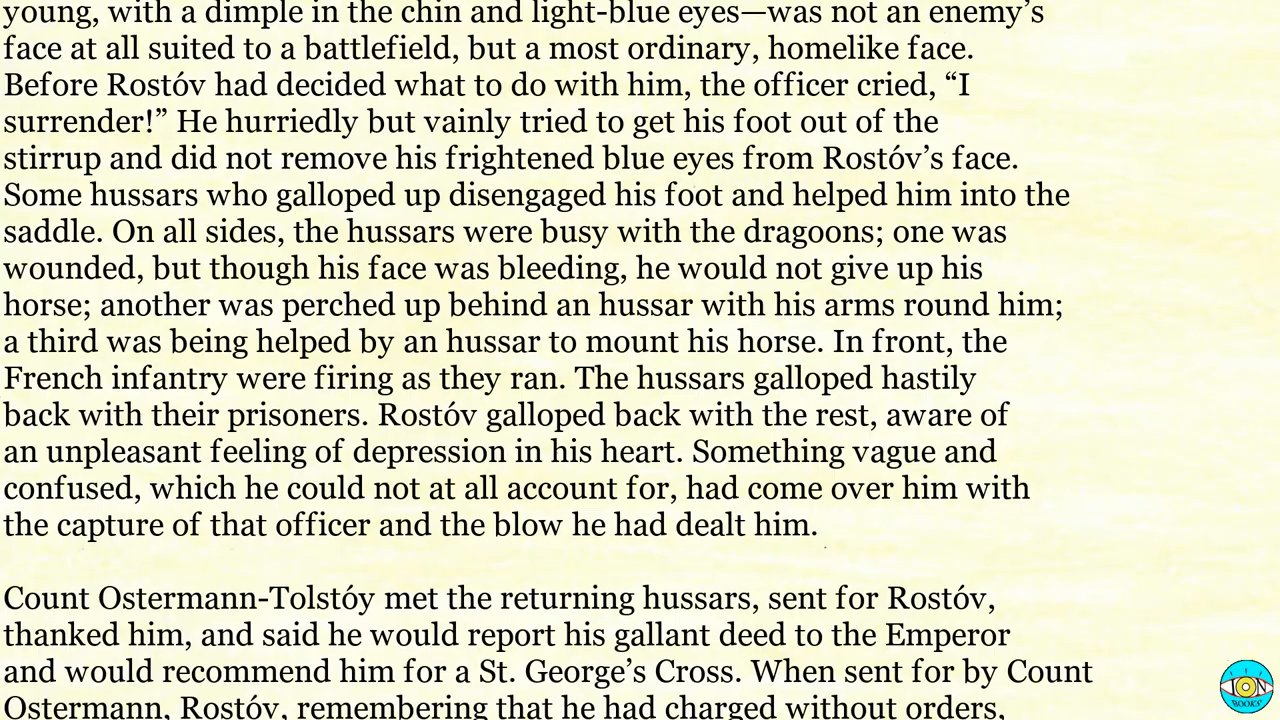 young, with a dimple in the chin and light-blue eyes—was not an enemy’s
face at all suited to a battlefield, but a most ordinary, homelike face.
Before Rostóv had decided what to do with him, the officer cried, “I
surrender!” He hurriedly but vainly tried to get his foot out of the
stirrup and did not remove his frightened blue eyes from Rostóv’s face.
Some hussars who galloped up disengaged his foot and helped him into the
saddle. On all sides, the hussars were busy with the dragoons; one was
wounded, but though his face was bleeding, he would not give up his
horse; another was perched up behind an hussar with his arms round him;
a third was being helped by an hussar to mount his horse. In front, the
French infantry were firing as they ran. The hussars galloped hastily
back with their prisoners. Rostóv galloped back with the rest, aware of
an unpleasant feeling of depression in his heart. Something vague and
confused, which he could not at all account for, had come over him with
the capture of that officer and the blow he had dealt him.
Count Ostermann-Tolstóy met the returning hussars, sent for Rostóv,
thanked him, and said he would report his gallant deed to the Emperor
and would recommend him for a St. George’s Cross. When sent for by Count
Ostermann, Rostóv, remembering that he had charged without orders,
ION
BOOKS